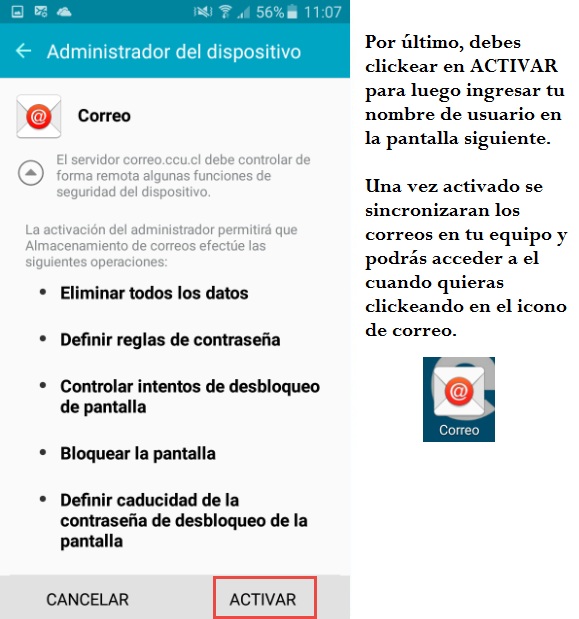 56% 11:07
Administrador del dispositivo
Correo
El servidor correo.ccu.cl debe controlar de
forma remota algunas funciones de
seguridad del dispositivo.
La activación del administrador permitirá que
Almacenamiento de correos efectúe las
siguientes operaciones:
Eliminar todos los datos
Definir reglas de contraseña
Controlar intentos de desbloqueo
de pantalla
Bloquear la pantalla
Definir caducidad de la
contraseña de desbloqueo de la
pantalla
CANCELAR
ACTIVAR
Por último, debes
clickear en ACTIVAR
para luego ingresar tu
nombre de usuario en
la pantalla siguiente.
Una vez activado se
sincronizaran los
correos en tu equipo y
podrás acceder a el
cuando quieras
clickeando en el icono
de correo.
Correo